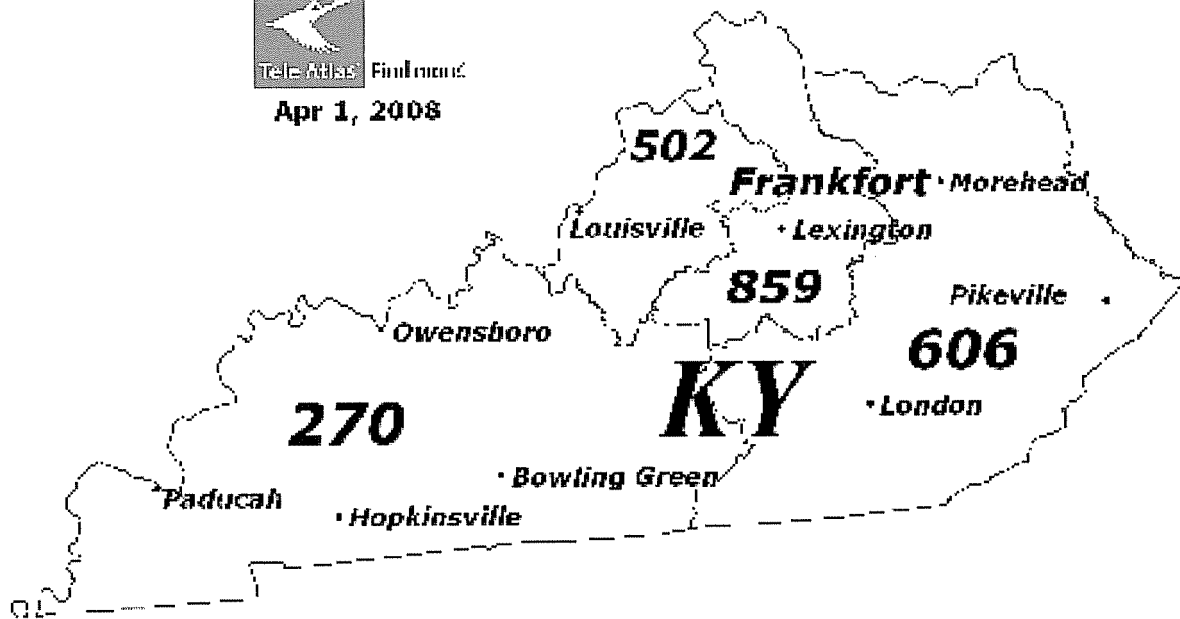 Tele Atlas
Apr 1, 2008
502
Frankfort
Morehead
Louisville
Lexington
859
Pikeville
Owensboro
606
KY
London
270
Bowling Green
Paducah
Hopkinsville